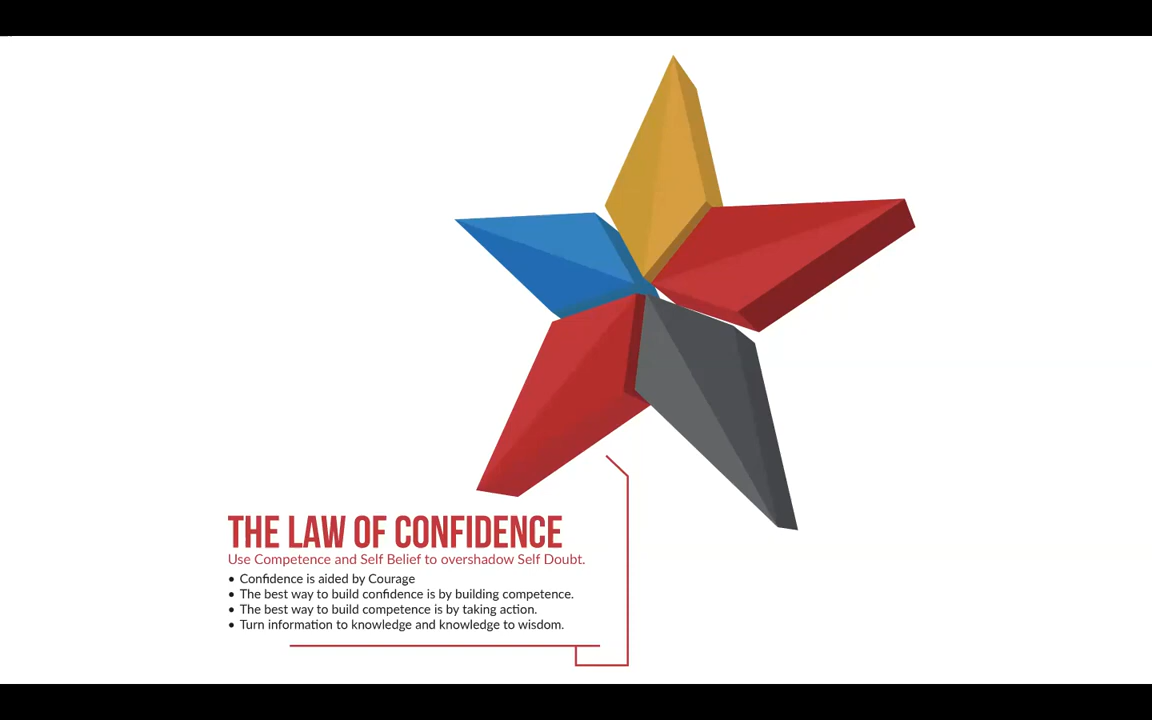 THE LAW OF CONFIDENCE
Use Competence and Self Belief to overshadow Self Doubt.
• Confidence is aided by Courage
• The best way to build confidence is by building competence.
• The best way to build competence is by taking action.
• Turn information to knowledge and knowledge to wisdom.